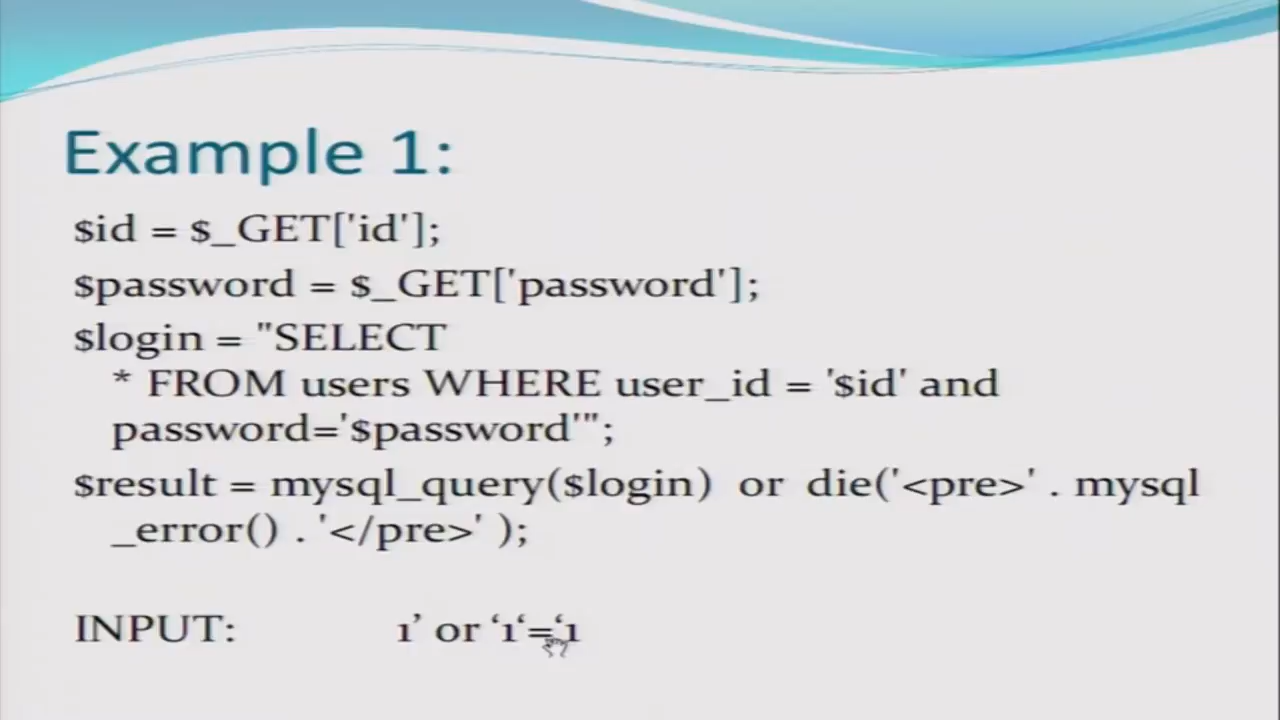 Example 1:
$id = $_GET['id'];
$password = $_GET['password'];
$login = "SELECT
* FROM users WHERE user_id = '$id' and
password='$password'";
$result = mysql_query($login) or die('<pre>' . mysql
_error() . '</pre>' );
INPUT: 1’ or ‘1‘=‘1